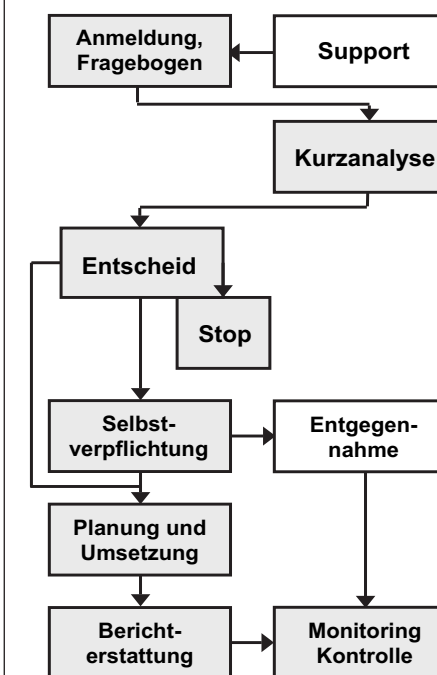 Anmeldung,
Fragebogen
Support
Kurzanalyse
Entscheid
Stop
Selbst-
verpflichtung
Entgegen-
nahme
Planung und
Umsetzung
Bericht-
erstattung
Monitoring
Kontrolle